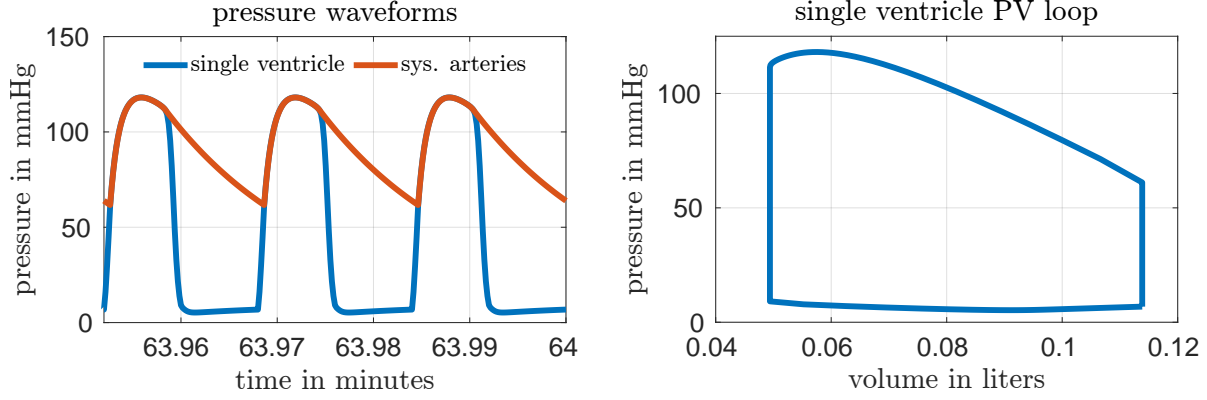 pressure waveforms
150
100
50
0
pressure in mmHg
single ventricle
sys. arteries
63.96
63.97
63.98
63.99
64
time in minutes
single ventricle PV loop
100
50
0
pressure in mmHg
0.04
0.06
0.08
0.1
0.12
volume in liters